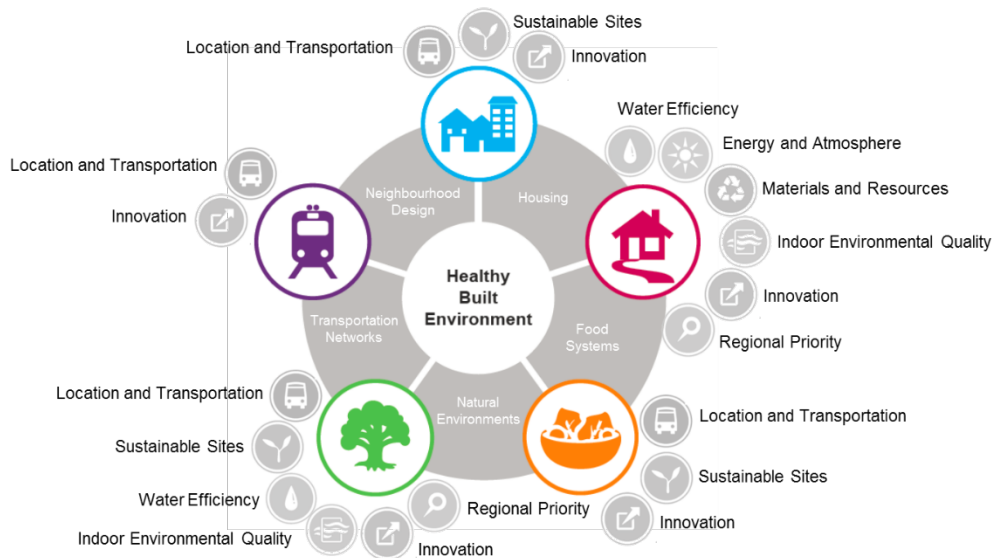 Sustainable Sites
Location and Transportation
Innovation
Water Efficiency
Energy and Atmosphere
Location and Transportation
Materials and Resources
Neighbourhood
Design
Housing
Innovation
Indoor Environmental Quality
Healthy
Built
Environment
Innovation
Transportation
Networks
Food
Systems
Regional Priority
Location and Transportation
Natural
Environments
Location and Transportation
Sustainable Sites
Sustainable Sites
Water Efficiency
Regional Priority
Innovation
Indoor Environmental Quality
Innovation